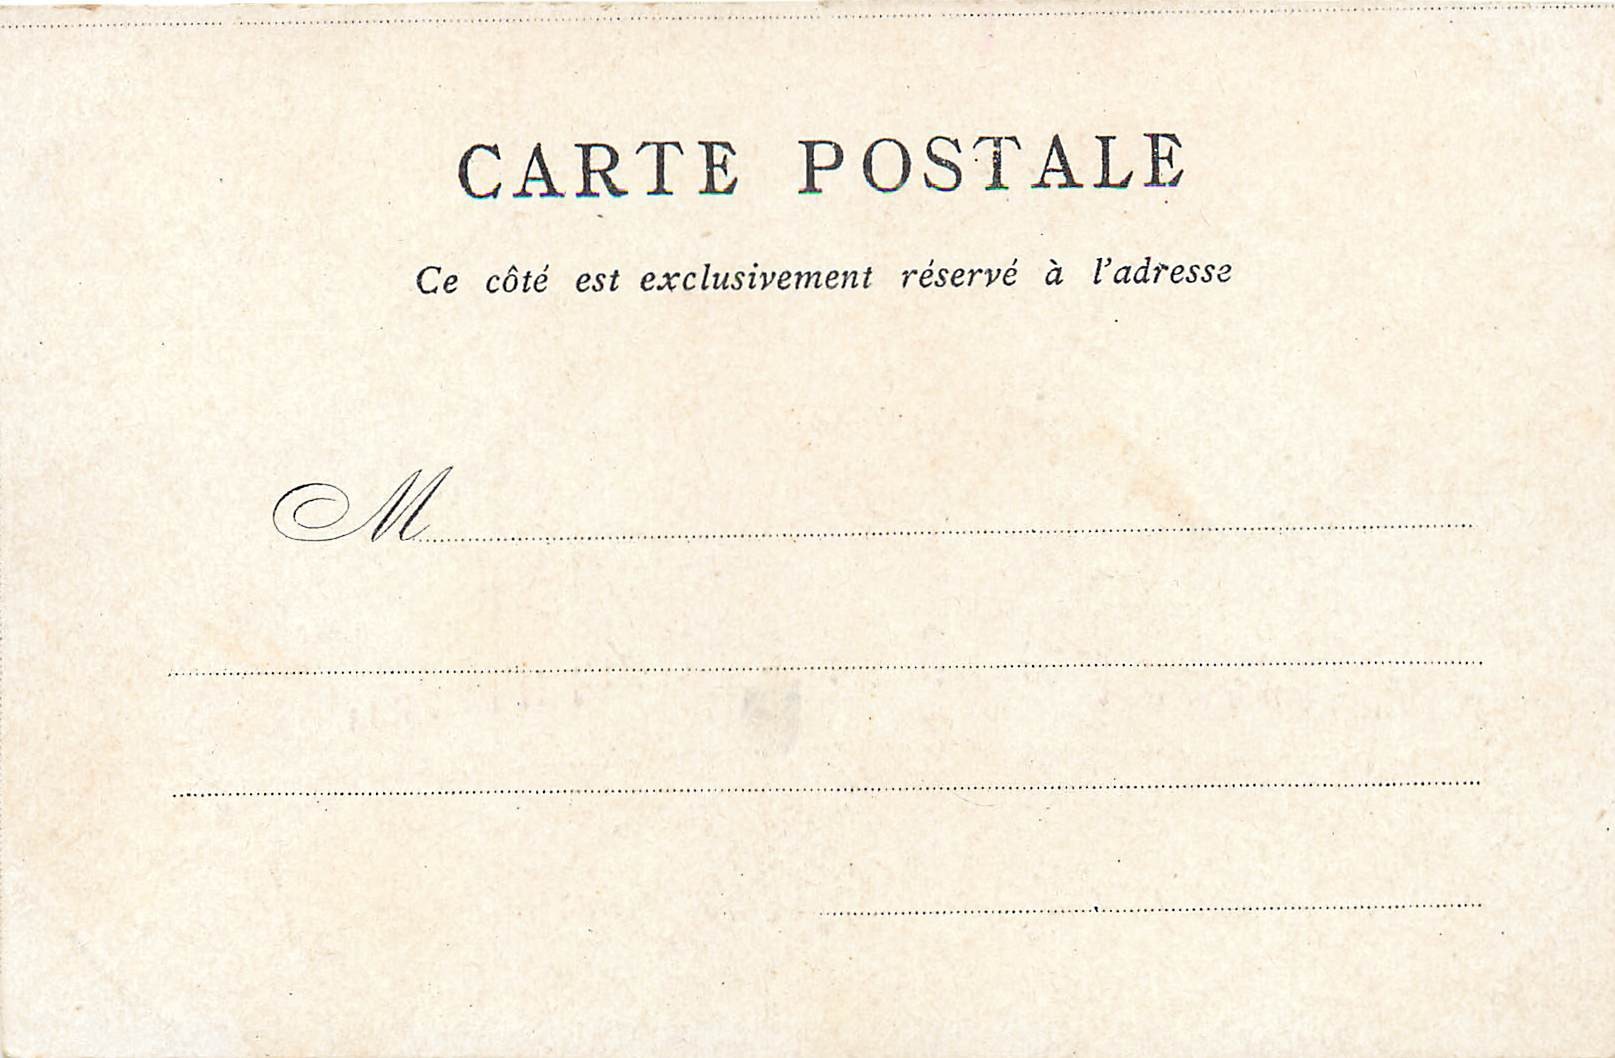 CARTE POSTALE
Ce côté est exclusivement réservé à l'adresse
M